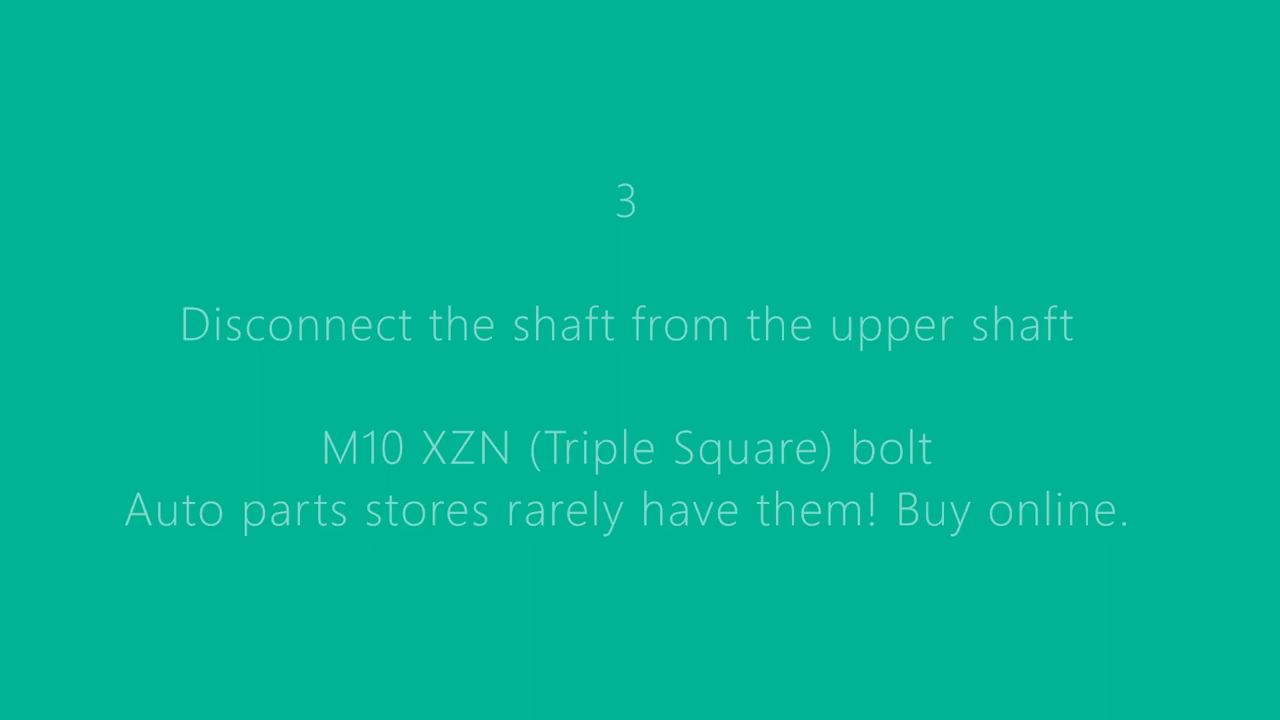 3
Disconnect the shaft from the upper shaft
M10 XZN (Triple Square) bolt
Auto parts stores rarely have them! Buy online.